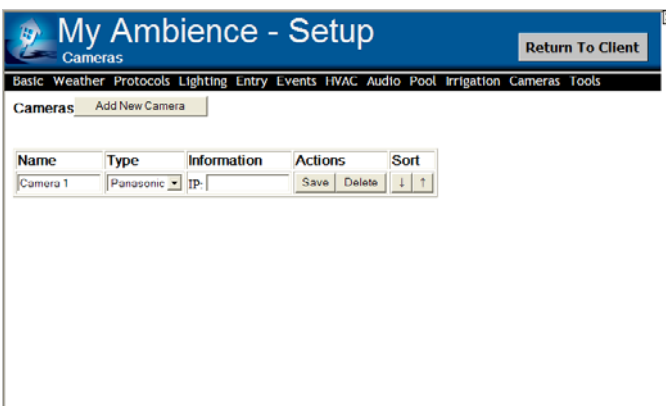 My Ambience - Setup
Cameras
Return To Client
Basic Weather Protocols Lighting Entry Events HVAC Audio Pool Irrigation Cameras Tools
Cameras Add New Camera
Name Type Information Actions Sort
Camera 1 Panasonic IP: Save Delete ↓ ↑